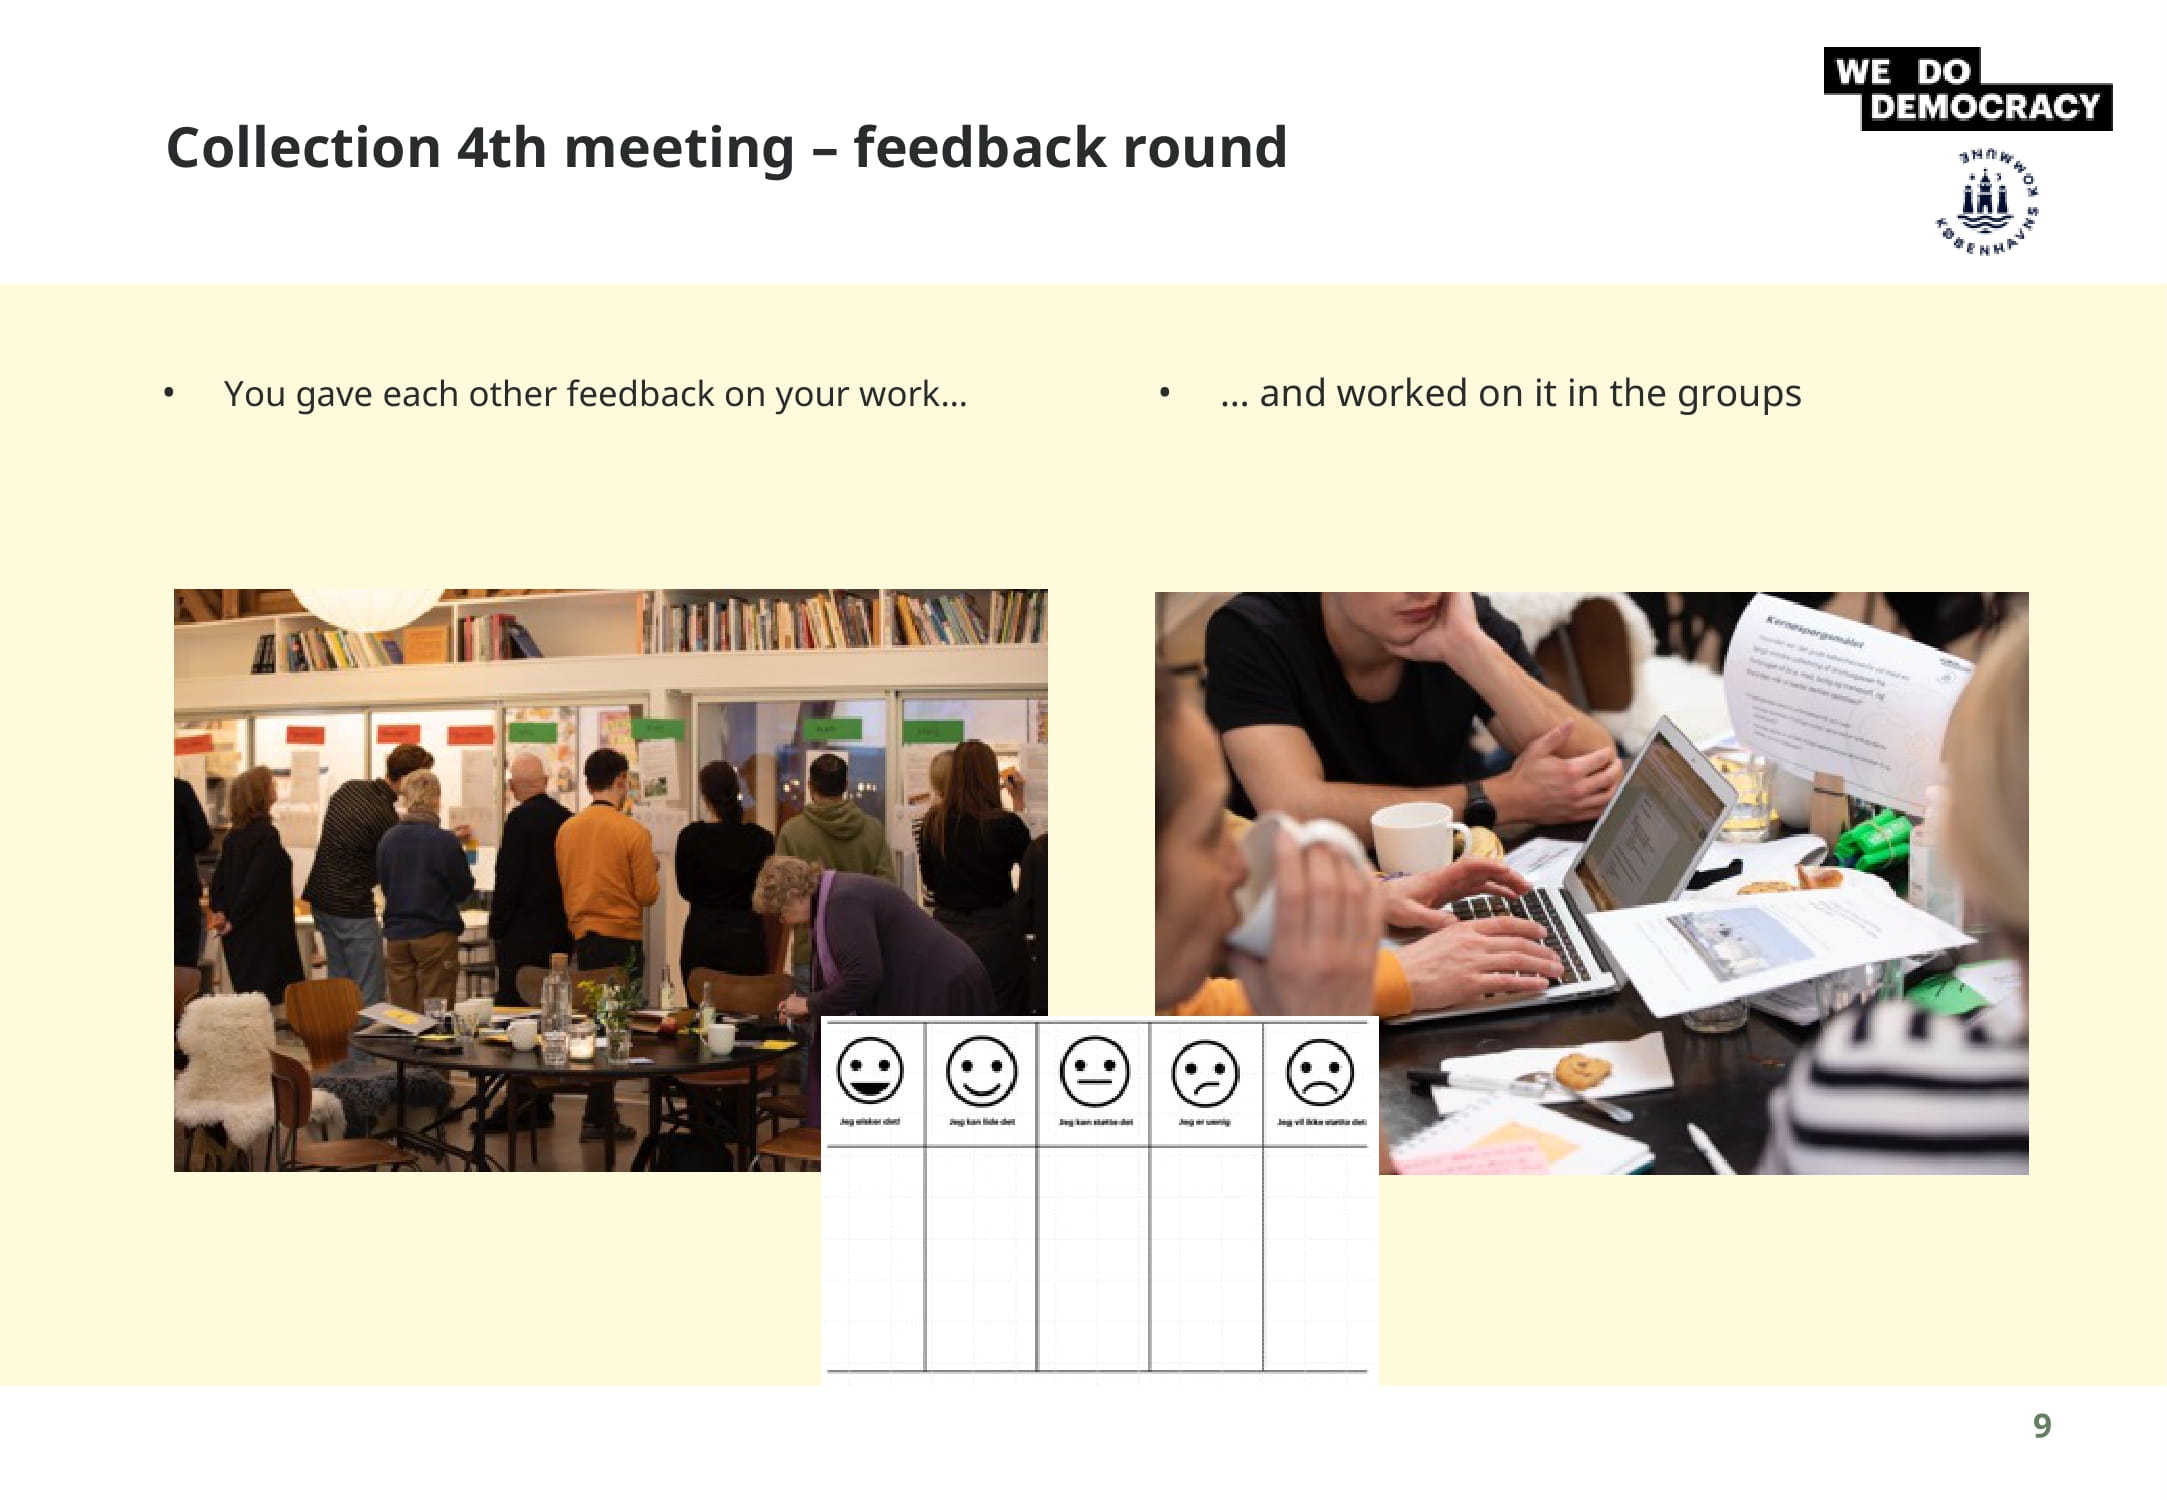 WE DO
DEMOCRACY
KØBENHAVNS KOMMUNE
Collection 4th meeting – feedback round
• You gave each other feedback on your work...
• ... and worked on it in the groups
Kernespørgsmålet
Jeg elsker det!
Jeg kan lide det
Jeg kan støtte det
Jeg er uenig
Jeg vil ikke støtte det
9